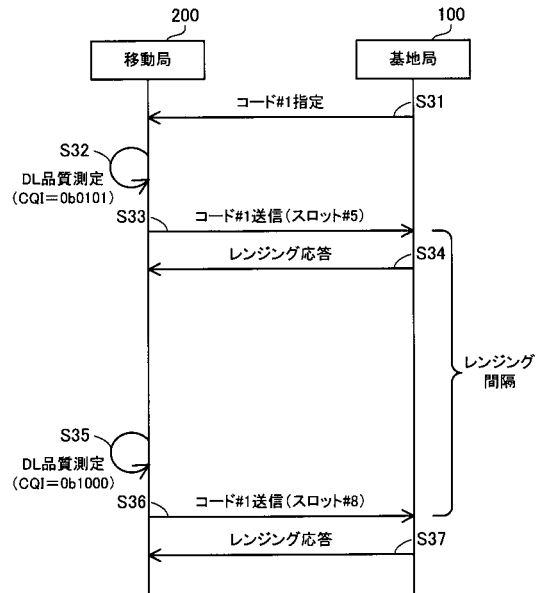 200
100
移動局
基地局
コード#1指定
S31
S32
DL品質測定
(CQI=0b0101)
S33
コード#1送信(スロット#5)
レンジング応答
S34
レンジング
間隔
S35
DL品質測定
(CQI=0b1000)
S36
コード#1送信(スロット#8)
レンジング応答
S37